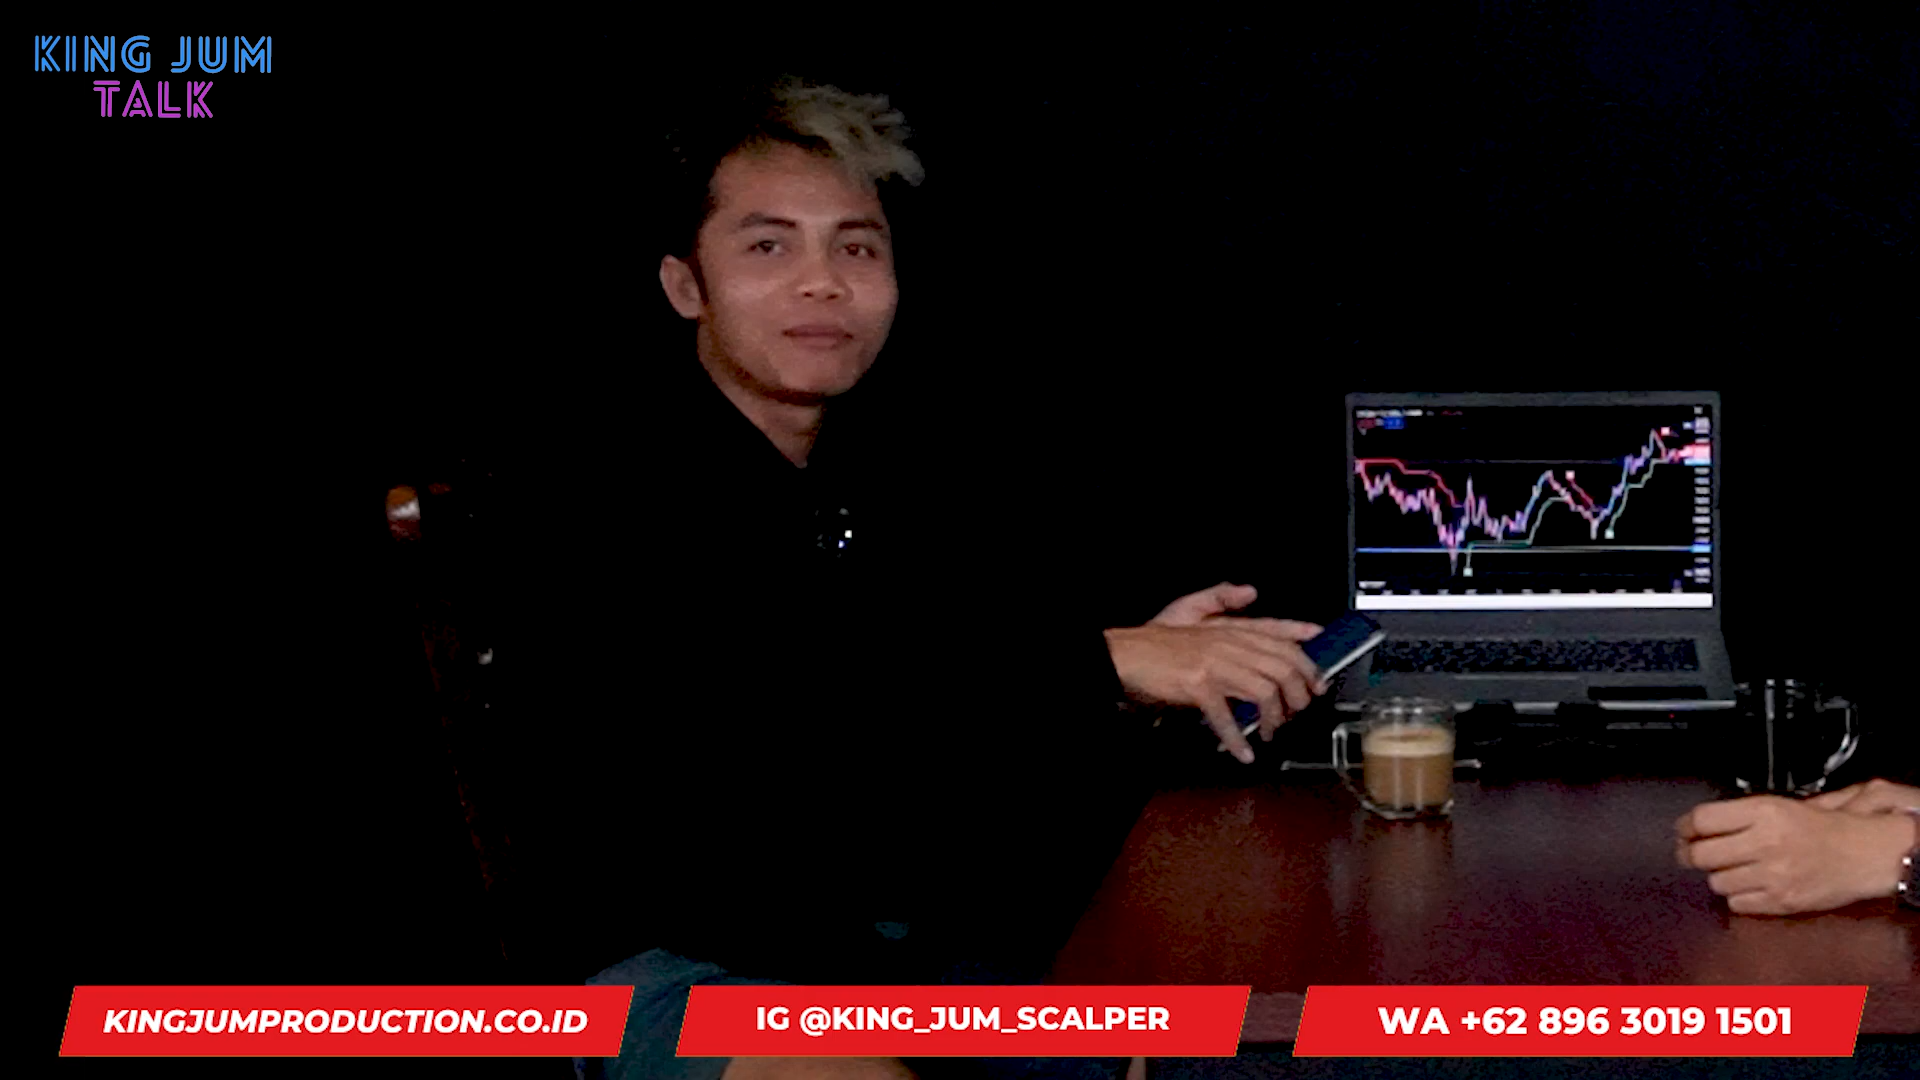 KING JUM
TALK
KINGJUMPRODUCTION.CO.ID
IG @KING_JUM_SCALPER
WA +62 896 3019 1501